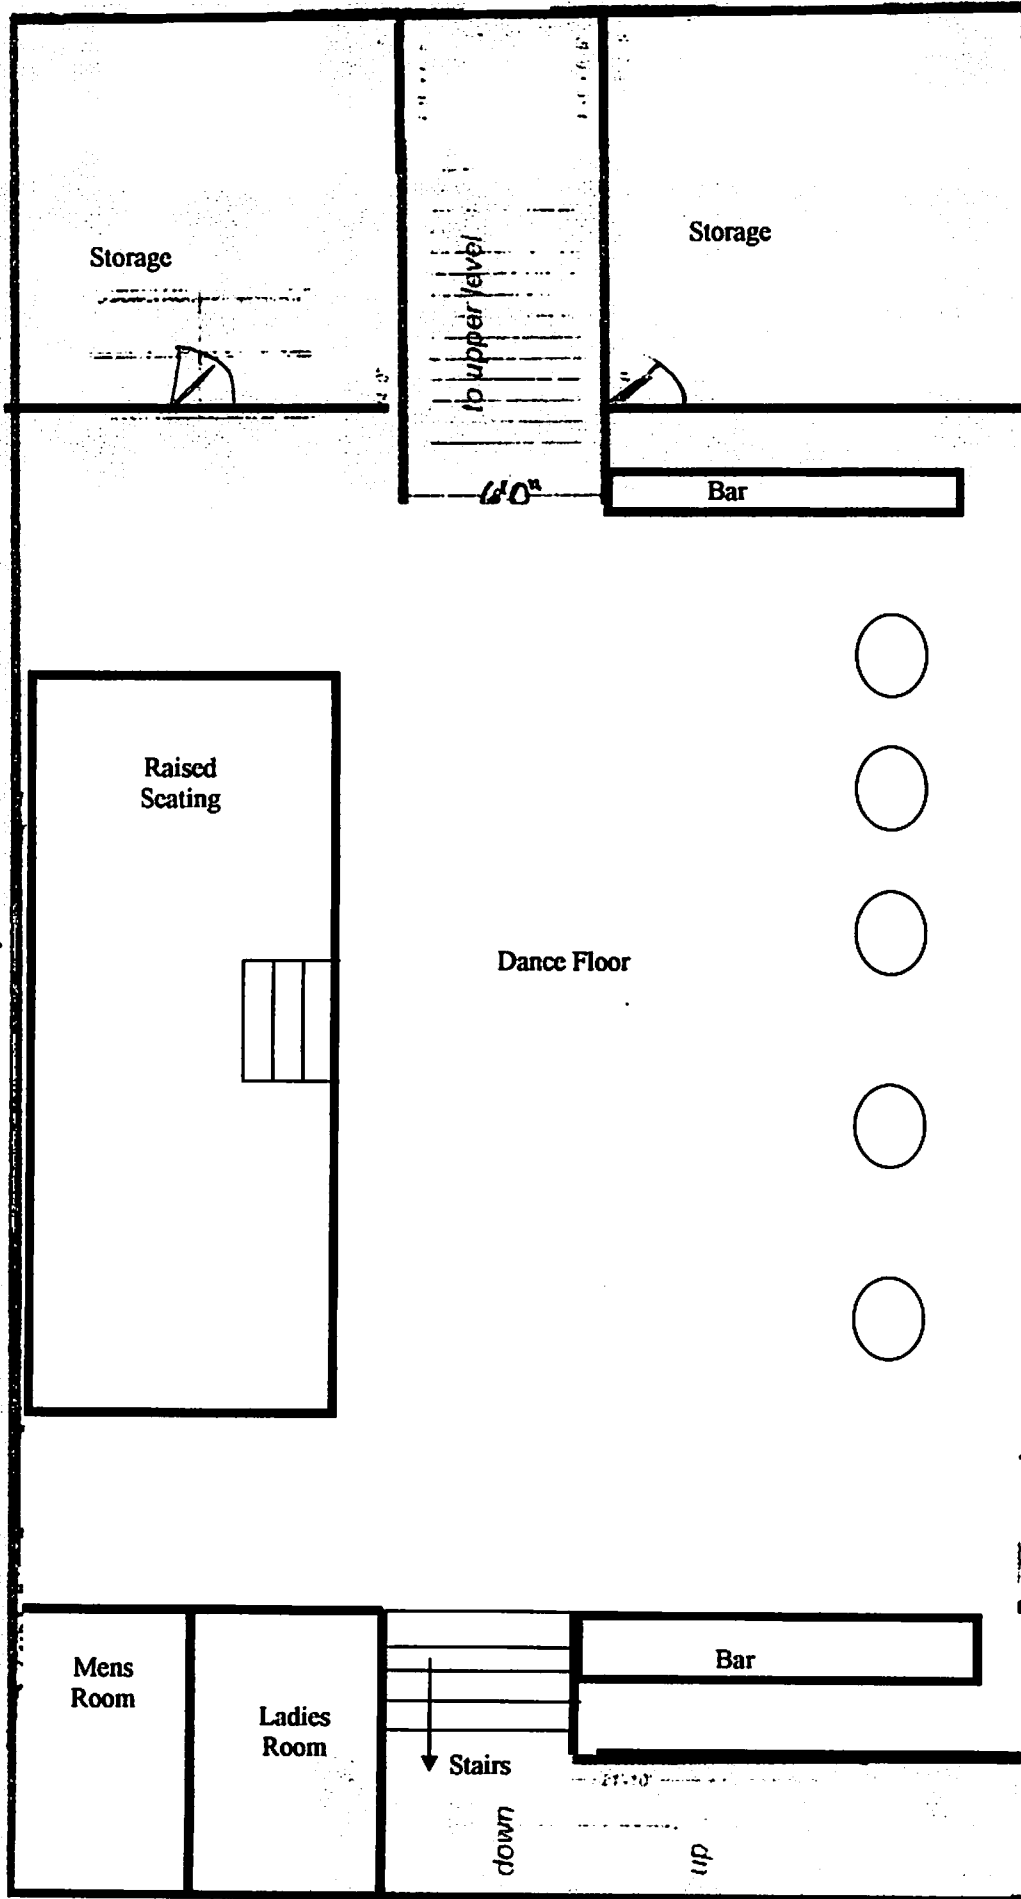 Storage
Storage
to upper level
6'0"
Bar
Raised
Seating
Dance Floor
Mens
Room
Ladies
Room
Bar
Stairs
down
up